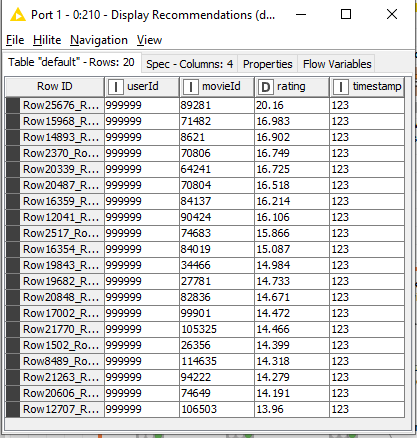 Port 1 - 0:210 - Display Recommendations (d...
File Hilite Navigation View
Table "default" - Rows: 20 Spec - Columns: 4 Properties Flow Variables
Row ID I userId I movieId D rating I timestamp
Row25676_R... 999999 89281 20.16 123
Row15968_R... 999999 71482 16.983 123
Row14893_R... 999999 8621 16.902 123
Row2370_Ro... 999999 70806 16.749 123
Row20339_R... 999999 64241 16.725 123
Row20487_R... 999999 70804 16.518 123
Row16359_R... 999999 84137 16.214 123
Row12041_R... 999999 90424 16.106 123
Row2517_Ro... 999999 74683 15.866 123
Row16354_R... 999999 84019 15.087 123
Row19843_R... 999999 34466 14.984 123
Row19682_R... 999999 27781 14.733 123
Row20848_R... 999999 82836 14.671 123
Row17002_R... 999999 99901 14.472 123
Row21770_R... 999999 105325 14.466 123
Row1502_Ro... 999999 26356 14.399 123
Row8489_Ro... 999999 114635 14.318 123
Row21263_R... 999999 94222 14.279 123
Row20606_R... 999999 74649 14.191 123
Row12707_R... 999999 106503 13.96 123